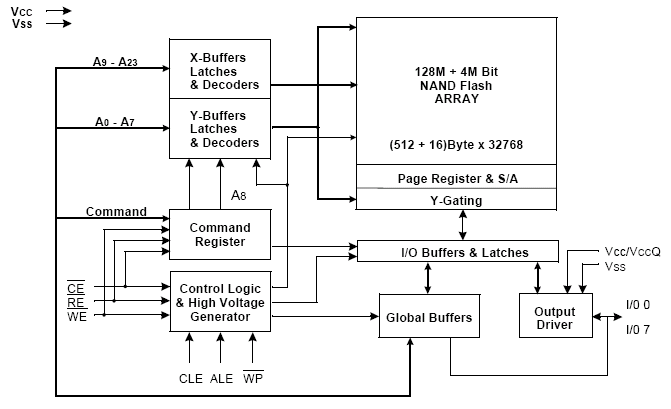 Vcc
Vss
A9 - A23
X-Buffers
Latches
& Decoders
A0 - A7
Y-Buffers
Latches
& Decoders
128M + 4M Bit
NAND Flash
ARRAY
(512 + 16)Byte x 32768
Page Register & S/A
Y-Gating
A8
Command
Command
Register
I/O Buffers & Latches
Vcc/VccQ
Vss
CE
RE
WE
Control Logic
& High Voltage
Generator
Global Buffers
Output
Driver
I/0 0
I/0 7
CLE ALE WP